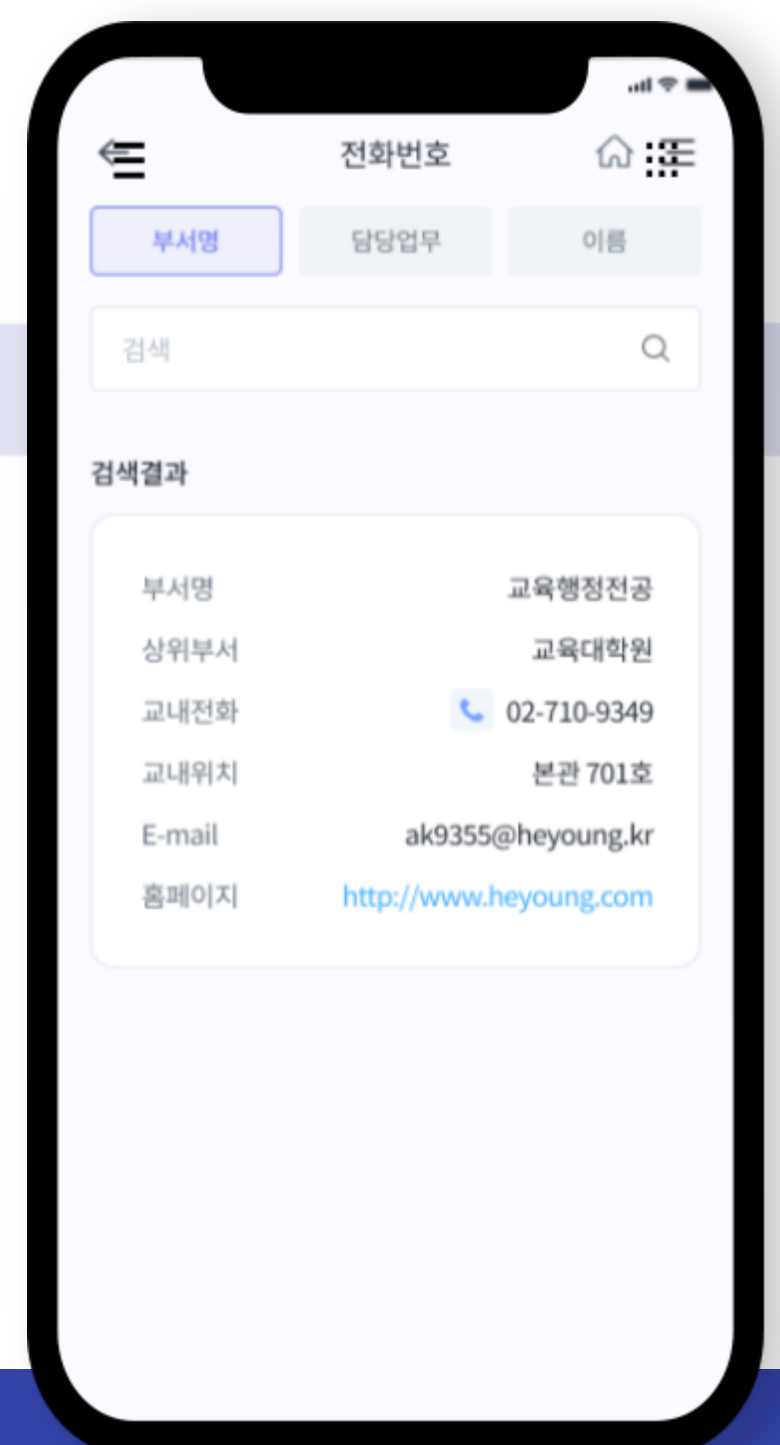 전화번호
부서명 담당업무 이름
검색
검색결과
부서명 교육행정전공
상위부서 교육대학원
교내전화 02-710-9349
교내위치 본관 701호
E-mail ak9355@heyoung.kr
홈페이지 http://www.heyoung.com